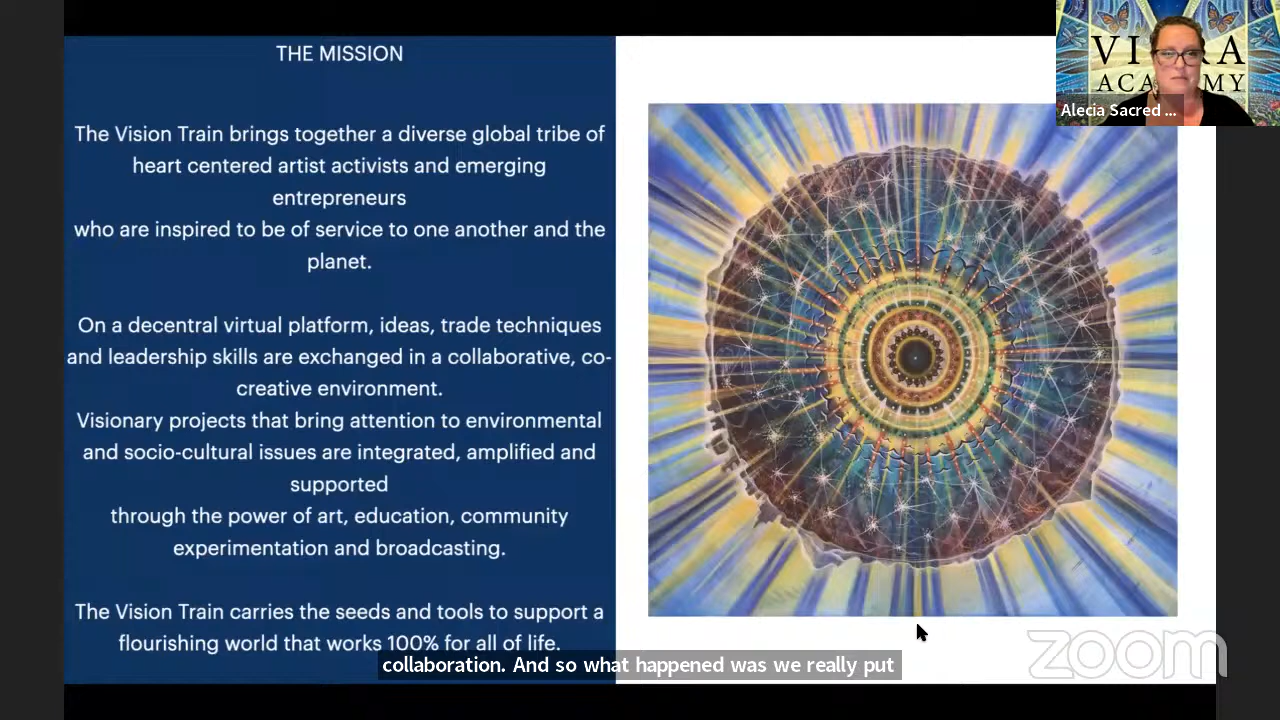 THE MISSION
The Vision Train brings together a diverse global tribe of
heart centered artist activists and emerging
entrepreneurs
who are inspired to be of service to one another and the
planet.
On a decentral virtual platform, ideas, trade techniques
and leadership skills are exchanged in a collaborative, co-
creative environment.
Visionary projects that bring attention to environmental
and socio-cultural issues are integrated, amplified and
supported
through the power of art, education, community
experimentation and broadcasting.
The Vision Train carries the seeds and tools to support a
flourishing world that works 100% for all of life.
collaboration. And so what happened was we really put
Alecia Sacred ...
zoom